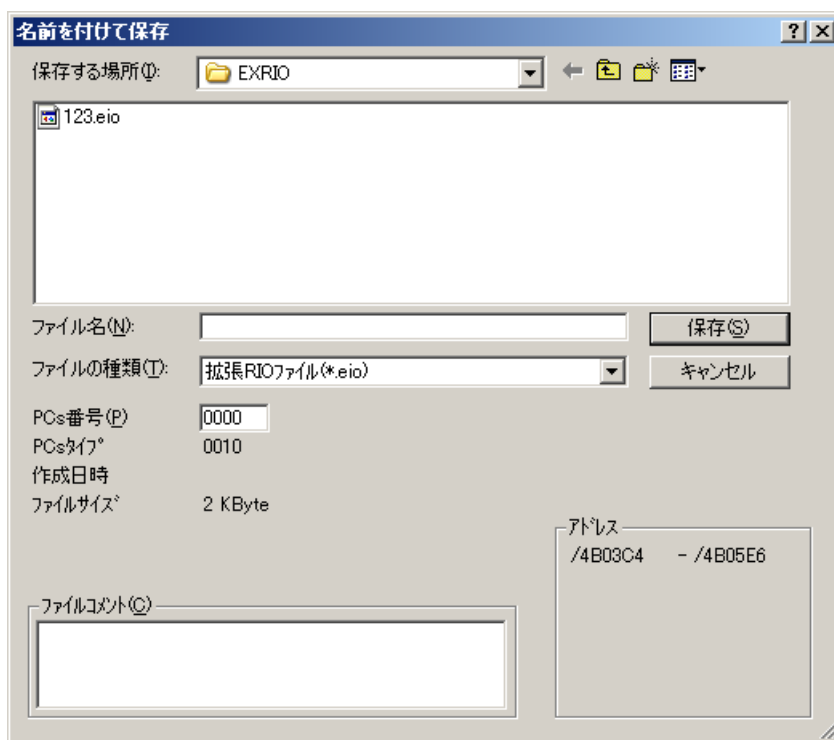 名前を付けて保存
保存する場所(I): EXRIO
123.eio
ファイル名(N): 保存(S)
ファイルの種類(T): 拡張RIOファイル(*.eio) キャンセル
PCs番号(P) 0000
PCsタイプ 0010
作成日時
ファイルサイズ 2 KByte
アドレス
/4B03C4 - /4B05E6
ファイルコメント(C)